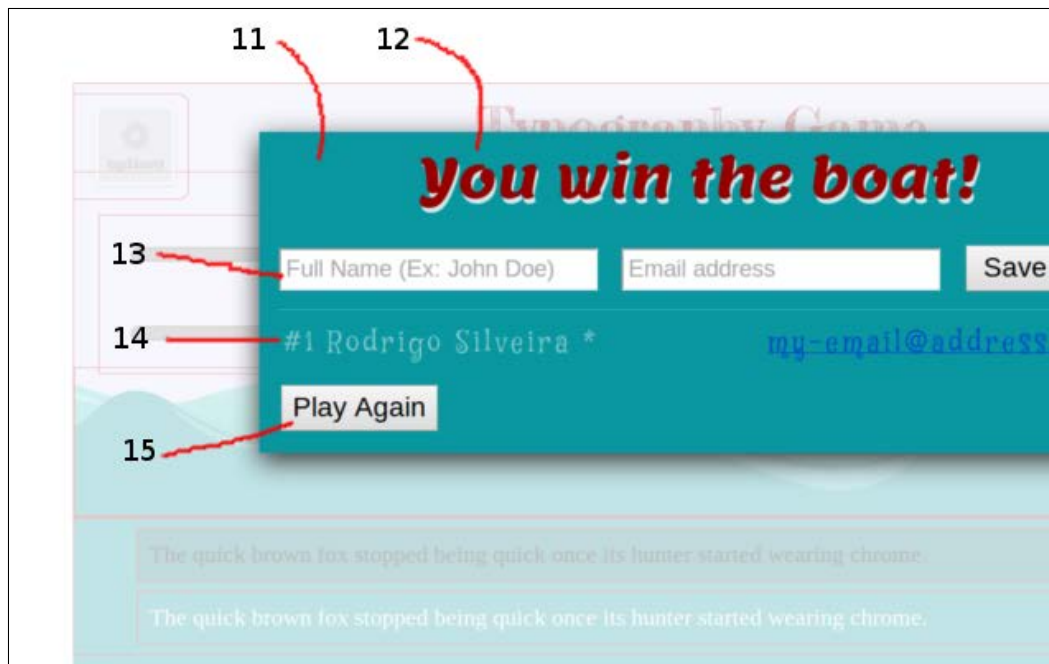 11 12
Typography Game
options
You win the boat!
13 Full Name (Ex: John Doe) Email address Save
14 #1 Rodrigo Silveira * my-email@address
Play Again
15
The quick brown fox stopped being quick once its hunter started wearing chrome.
The quick brown fox stopped being quick once its hunter started wearing chrome.